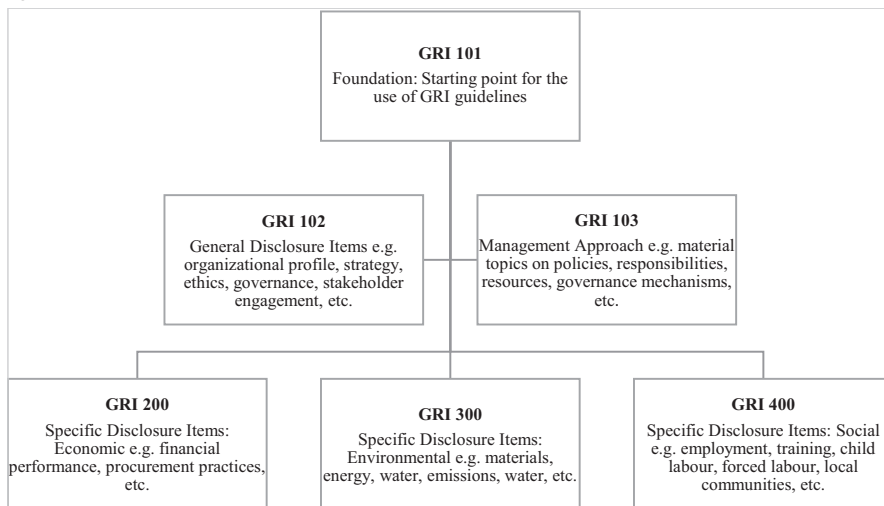 GRI 101
Foundation: Starting point for the
use of GRI guidelines
GRI 102
General Disclosure Items e.g.
organizational profile, strategy,
ethics, governance, stakeholder
engagement, etc.
GRI 103
Management Approach e.g. material
topics on policies, responsibilities,
resources, governance mechanisms,
etc.
GRI 200
Specific Disclosure Items:
Economic e.g. financial
performance, procurement practices,
etc.
GRI 300
Specific Disclosure Items:
Environmental e.g. materials,
energy, water, emissions, water, etc.
GRI 400
Specific Disclosure Items: Social
e.g. employment, training, child
labour, forced labour, local
communities, etc.